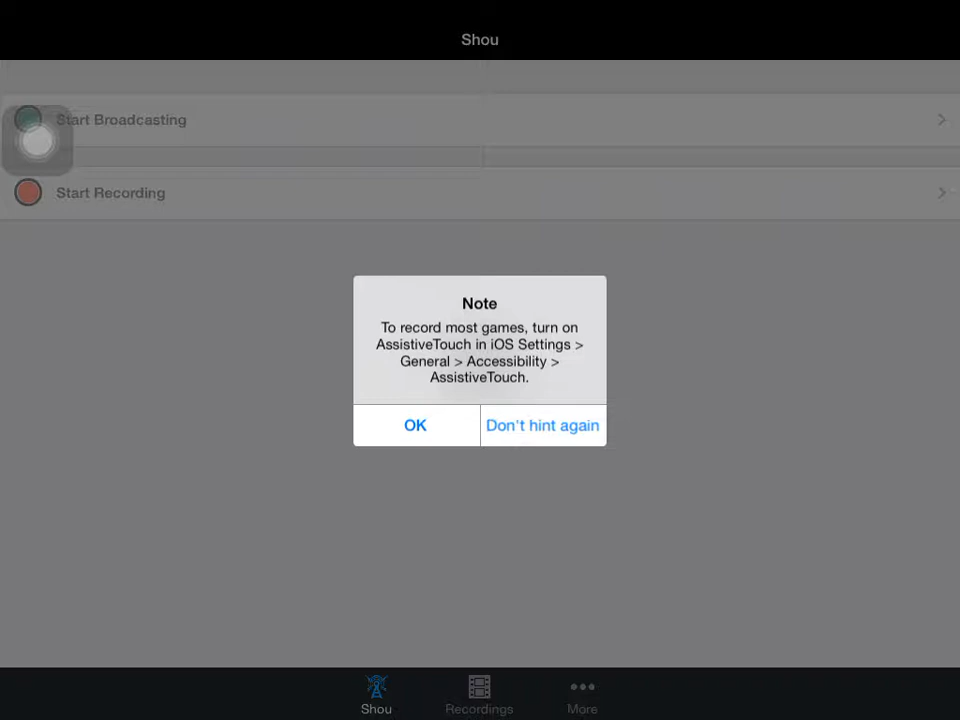 Shou
Start Broadcasting
Start Recording
Note
To record most games, turn on
AssistiveTouch in iOS Settings >
General > Accessibility >
AssistiveTouch.
OK
Don't hint again
Shou
Recordings
More